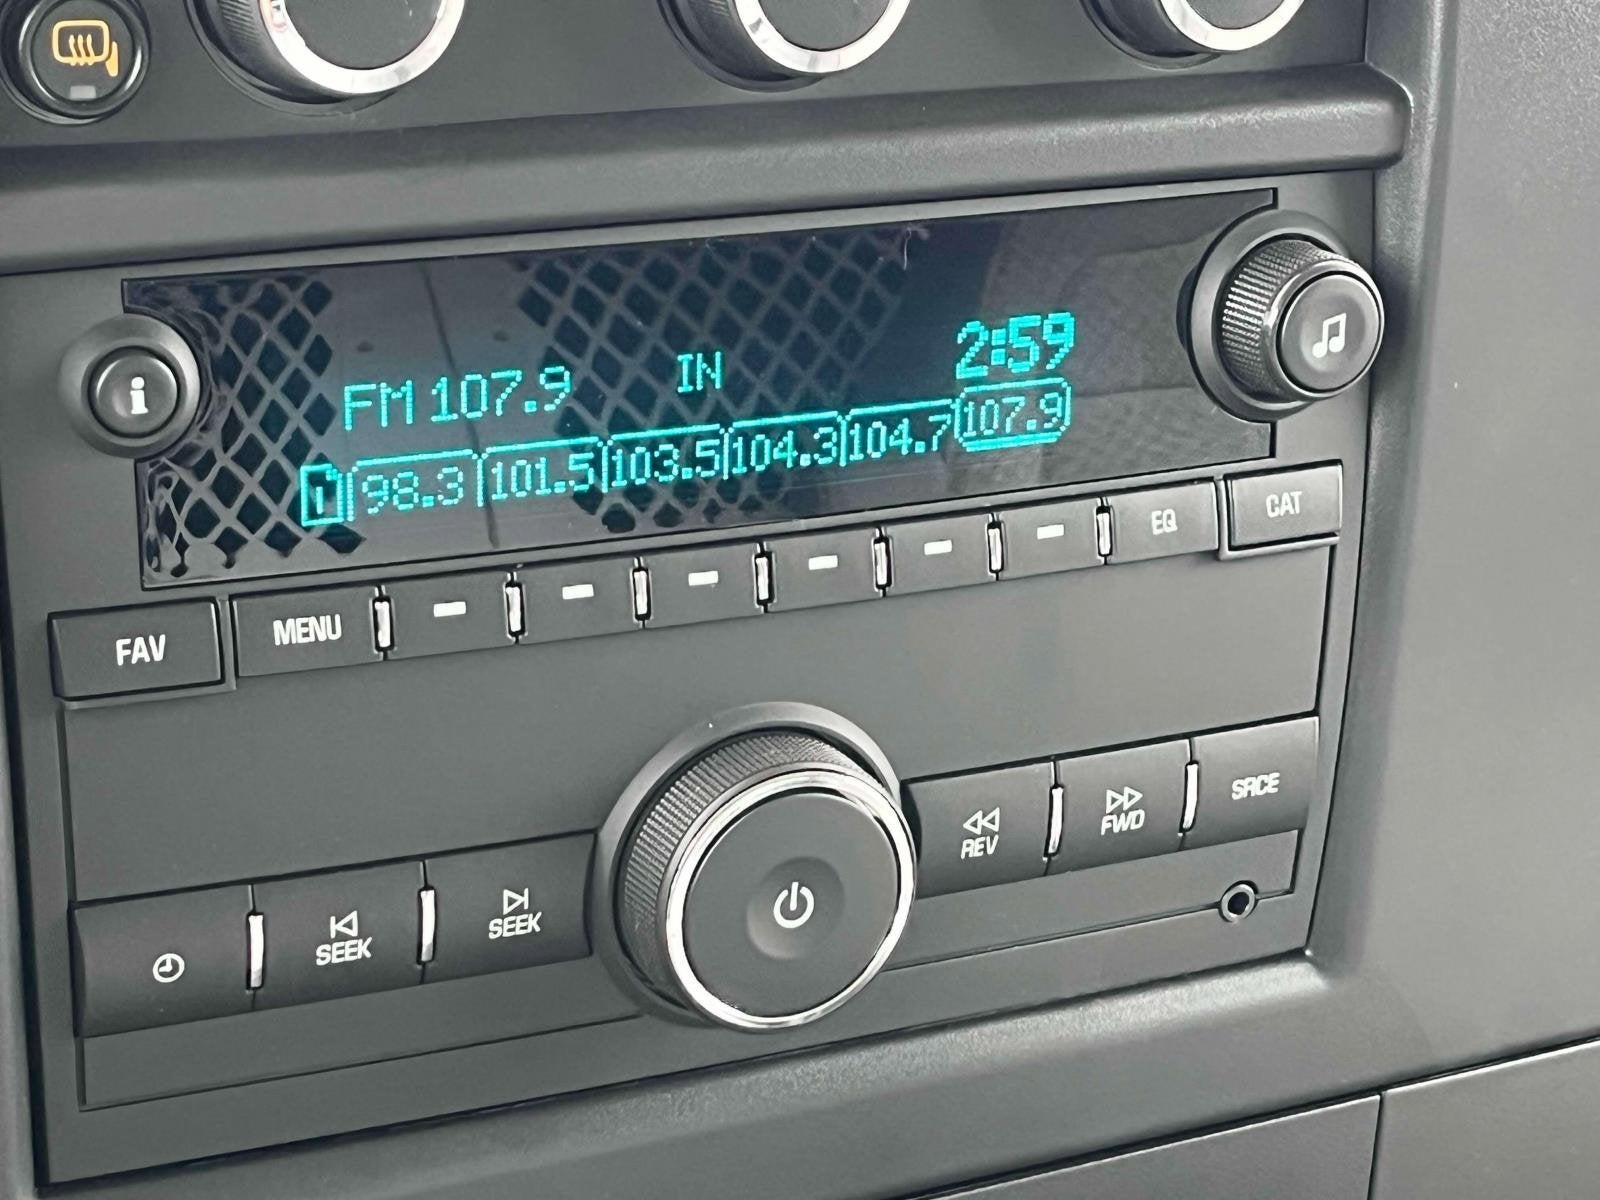 i
FM 107.9 IN 2:59
1 98.3 101.5 103.5 104.3 104.7 107.9
FAV MENU EQ CAT
SEEK SEEK REV FWD SRCE